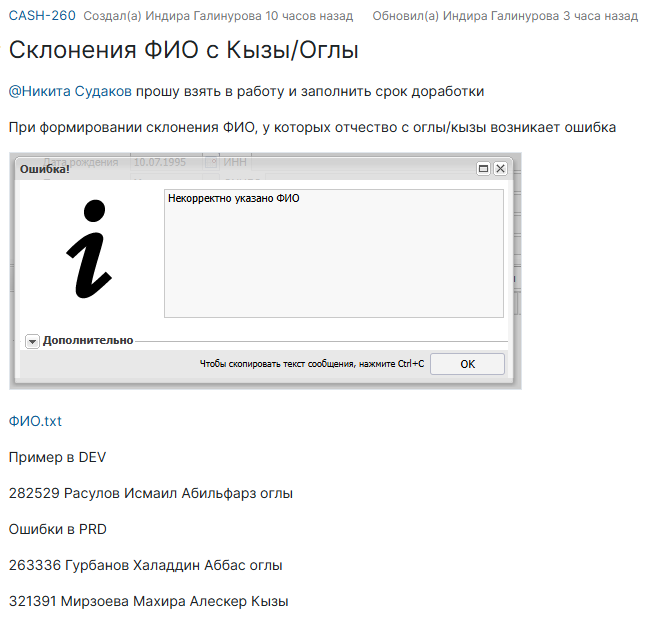 CASH-260 Создал(а) Индира Галинурова 10 часов назад Обновил(а) Индира Галинурова 3 часа назад
Склонения ФИО с Кызы/Оглы
@Никита Судаков прошу взять в работу и заполнить срок доработки
При формировании склонения ФИО, у которых отчество с оглы/кызы возникает ошибка
Дата рождения 10.07.1995 ИНН
Ошибка!
Некорректно указано ФИО
Дополнительно
Чтобы скопировать текст сообщения, нажмите Ctrl+C OK
ФИО.txt
Пример в DEV
282529 Расулов Исмаил Абильфарз оглы
Ошибки в PRD
263336 Гурбанов Халаддин Аббас оглы
321391 Мирзоева Махира Алескер Кызы